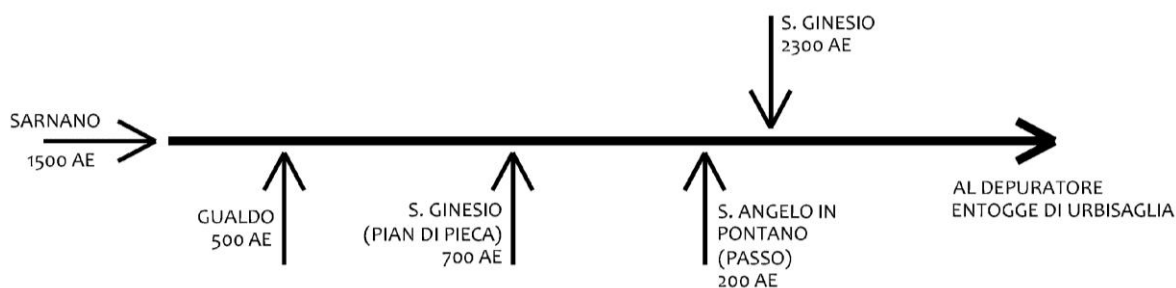 S. GINESIO
2300 AE
SARNANO
1500 AE
GUALDO
500 AE
S. GINESIO
(PIAN DI PIECA)
700 AE
S. ANGELO IN
PONTANO
(PASSO)
200 AE
AL DEPURATORE
ENTOGGE DI URBISAGLIA